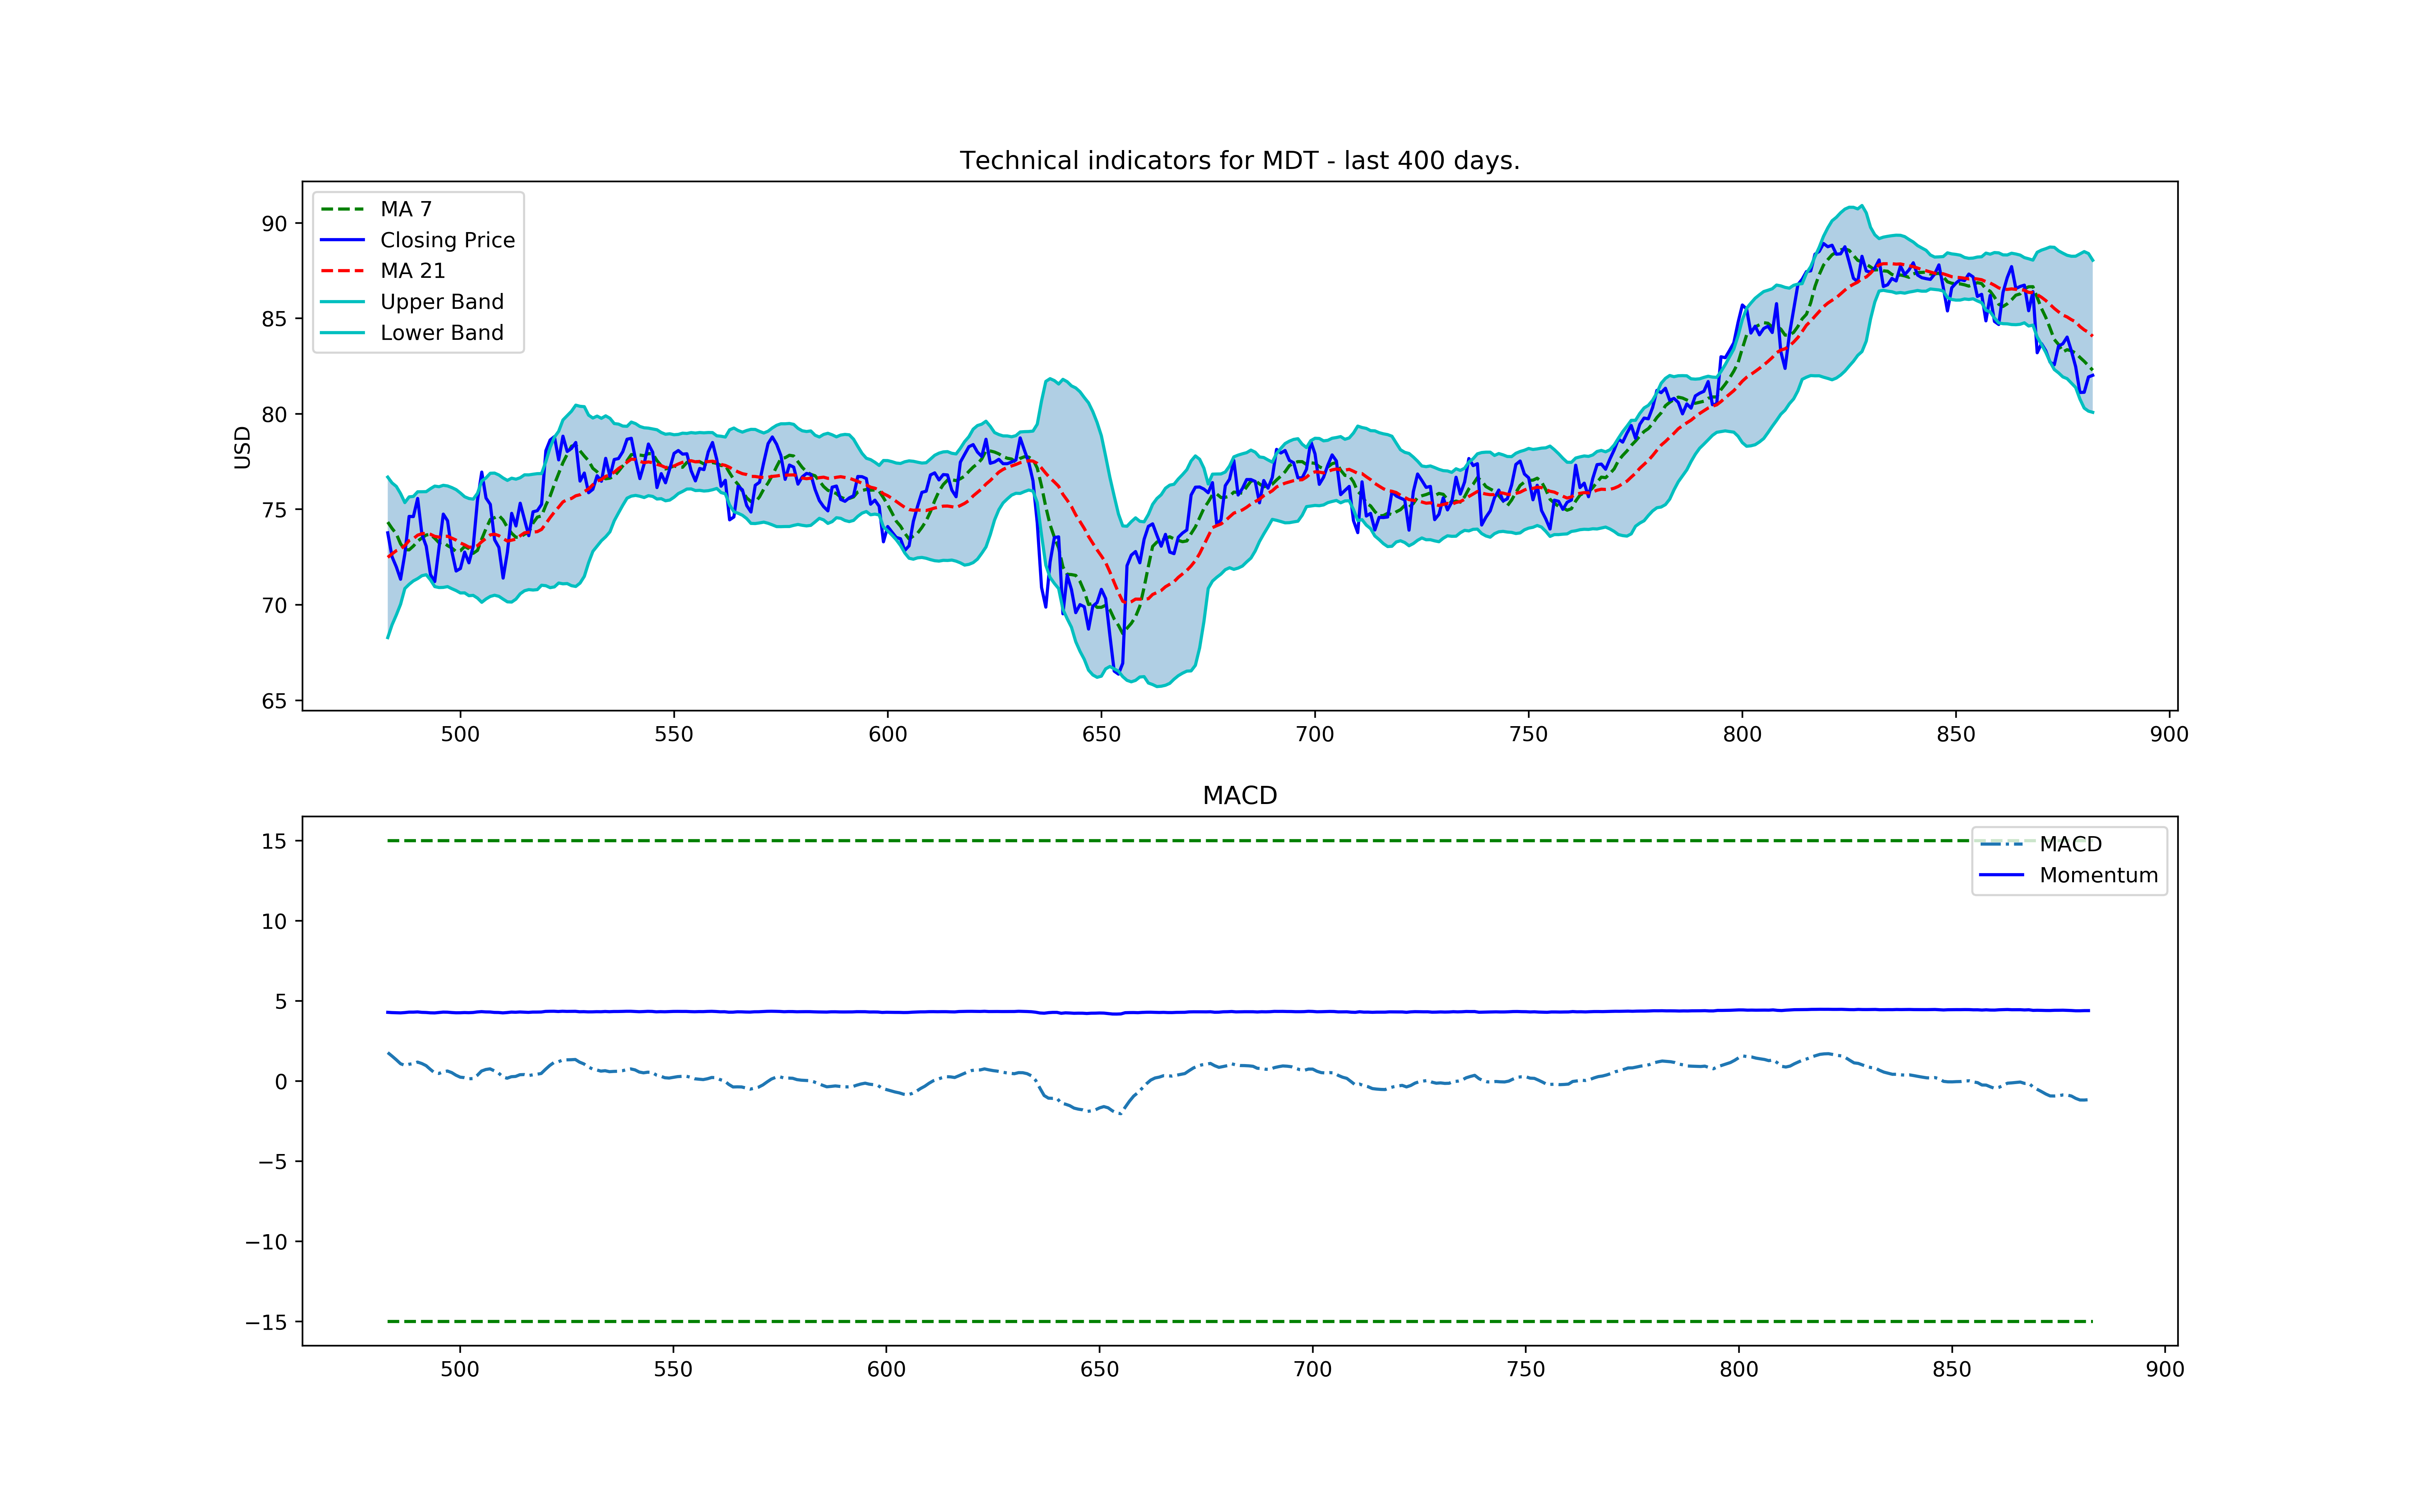 Technical indicators for MDT - last 400 days.
MA 7
Closing Price
MA 21
Upper Band
Lower Band
USD
90
85
80
75
70
65
500 550 600 650 700 750 800 850 900
MACD
MACD
Momentum
15
10
5
0
−5
−10
−15
500 550 600 650 700 750 800 850 900